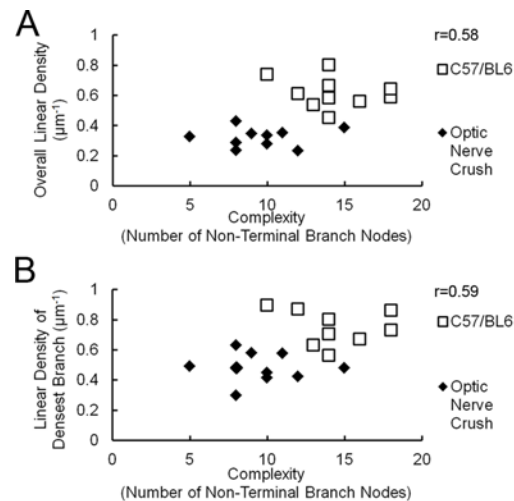 A
r=0.58
Overall Linear Density
(µm⁻¹)
1
0.8
0.6
0.4
0.2
0
0 5 10 15 20
C57/BL6
Optic
Nerve
Crush
Complexity
(Number of Non-Terminal Branch Nodes)
B
r=0.59
Linear Density of
Densest Branch (µm⁻¹)
1
0.8
0.6
0.4
0.2
0
0 5 10 15 20
C57/BL6
Optic
Nerve
Crush
Complexity
(Number of Non-Terminal Branch Nodes)